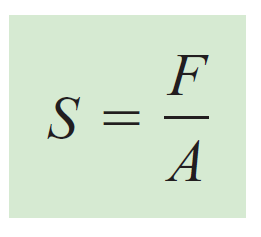 S = F/A